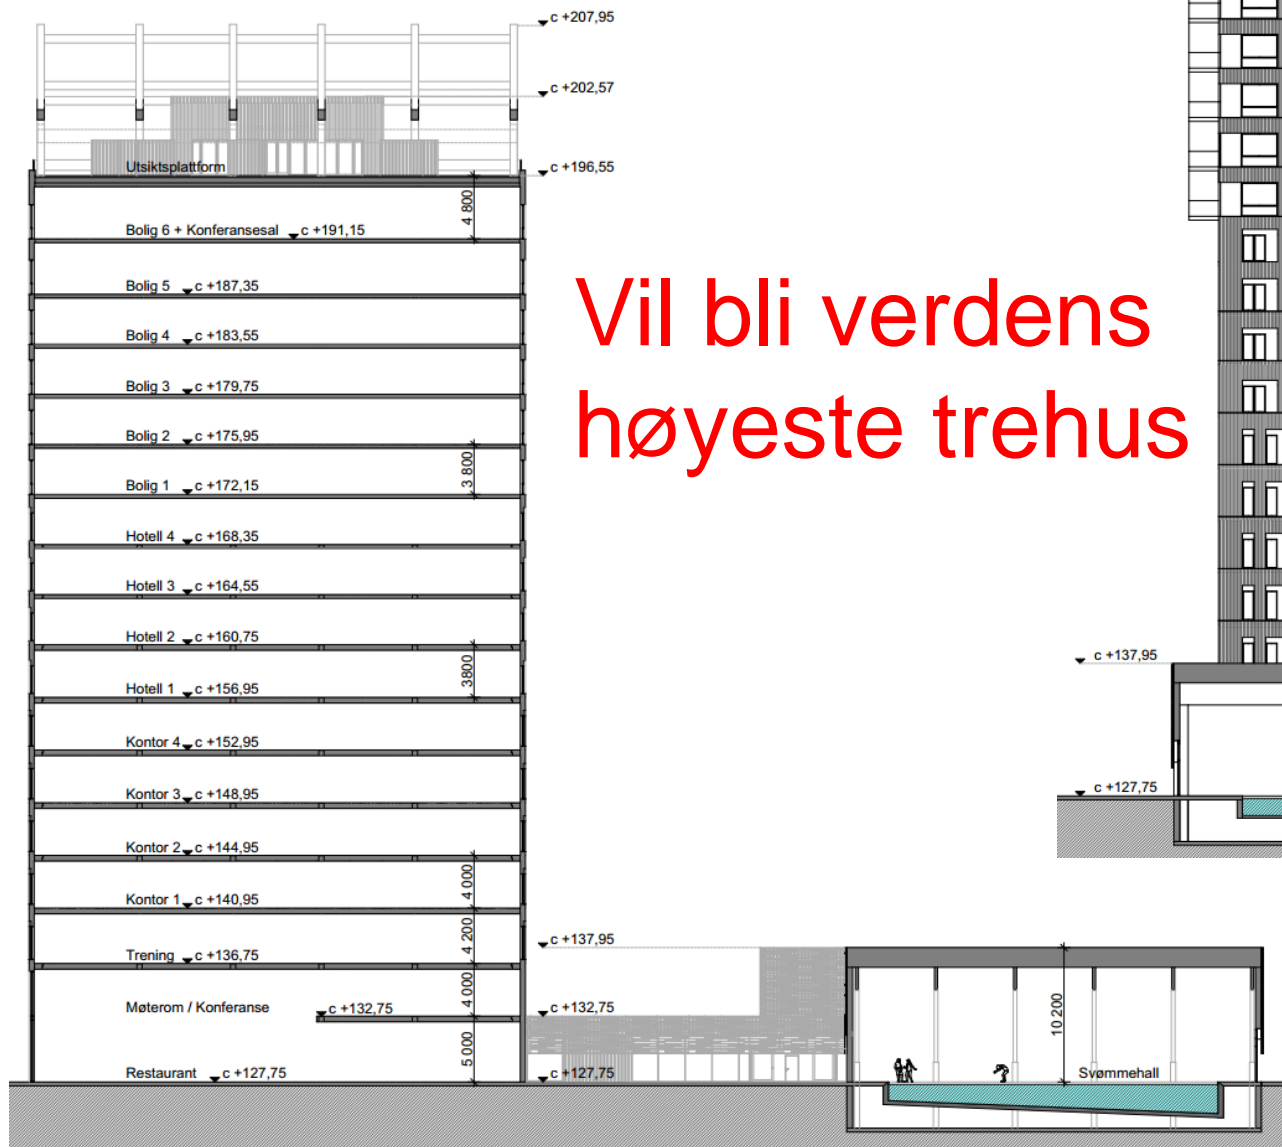 c +207,95
c +202,57
Utsiktsplattform
c +196,55
4 800
Bolig 6 + Konferansesal c +191,15
Bolig 5 c +187,35
Vil bli verdens
høyeste trehus
Bolig 4 c +183,55
Bolig 3 c +179,75
Bolig 2 c +175,95
3 800
Bolig 1 c +172,15
Hotell 4 c +168,35
Hotell 3 c +164,55
Hotell 2 c +160,75
3800
Hotell 1 c +156,95
c +137,95
Kontor 4 c +152,95
Kontor 3 c +148,95
c +127,75
Kontor 2 c +144,95
4 000
Kontor 1 c +140,95
4 200
Trening c +136,75
c +137,95
4 000
Møterom / Konferanse
c +132,75
c +132,75
10 200
5 000
Restaurant c +127,75
c +127,75
Svømmehall